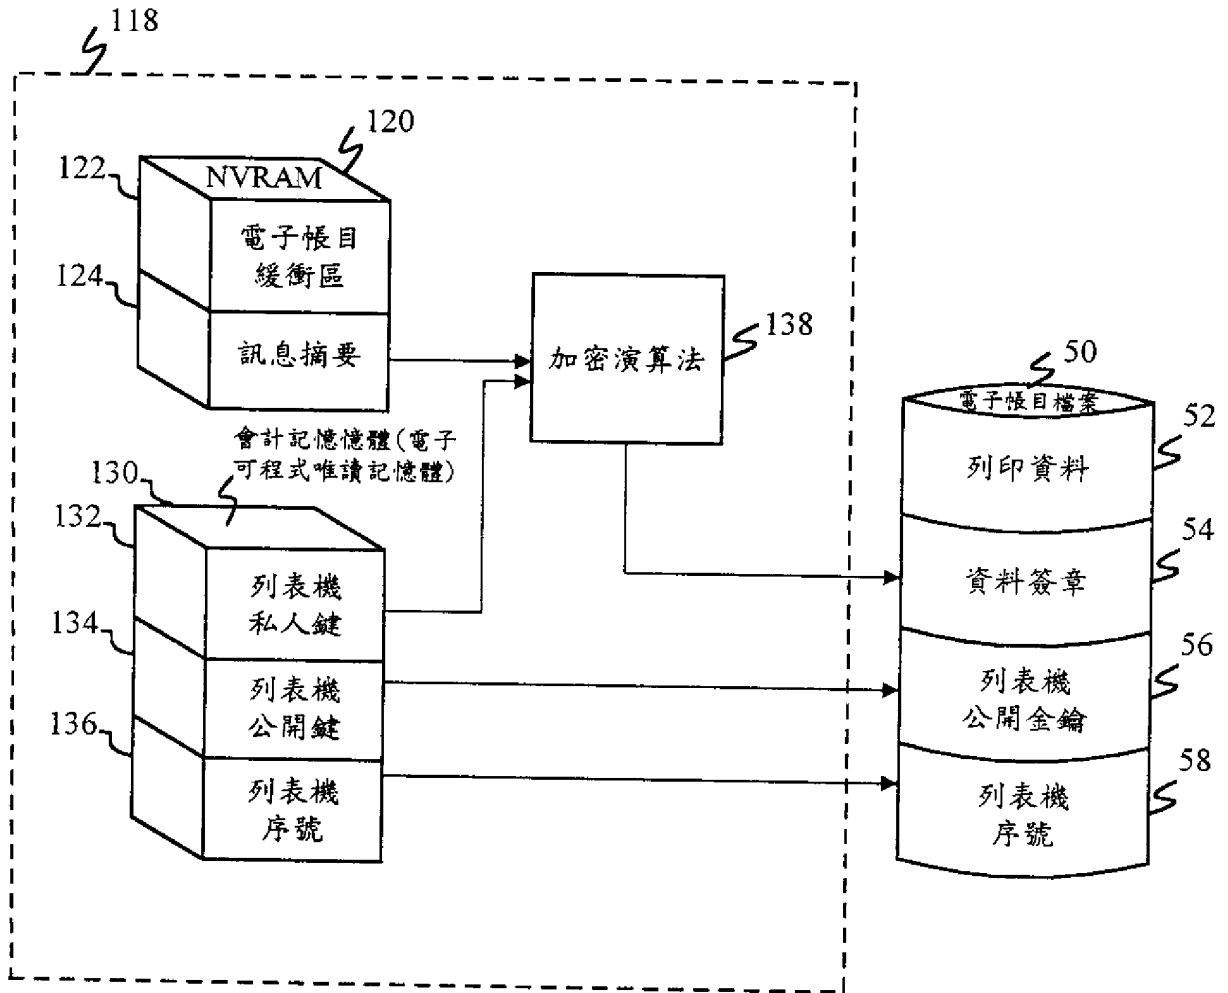 118
120
122
NVRAM
電子帳目
緩衝區
124
訊息摘要
138
加密演算法
會計記憶憶體(電子
可程式唯讀記憶體)
130
132
列表機
私人鍵
134
列表機
公開鍵
136
列表機
序號
50
電子帳目檔案
52
列印資料
54
資料簽章
56
列表機
公開金鑰
58
列表機
序號